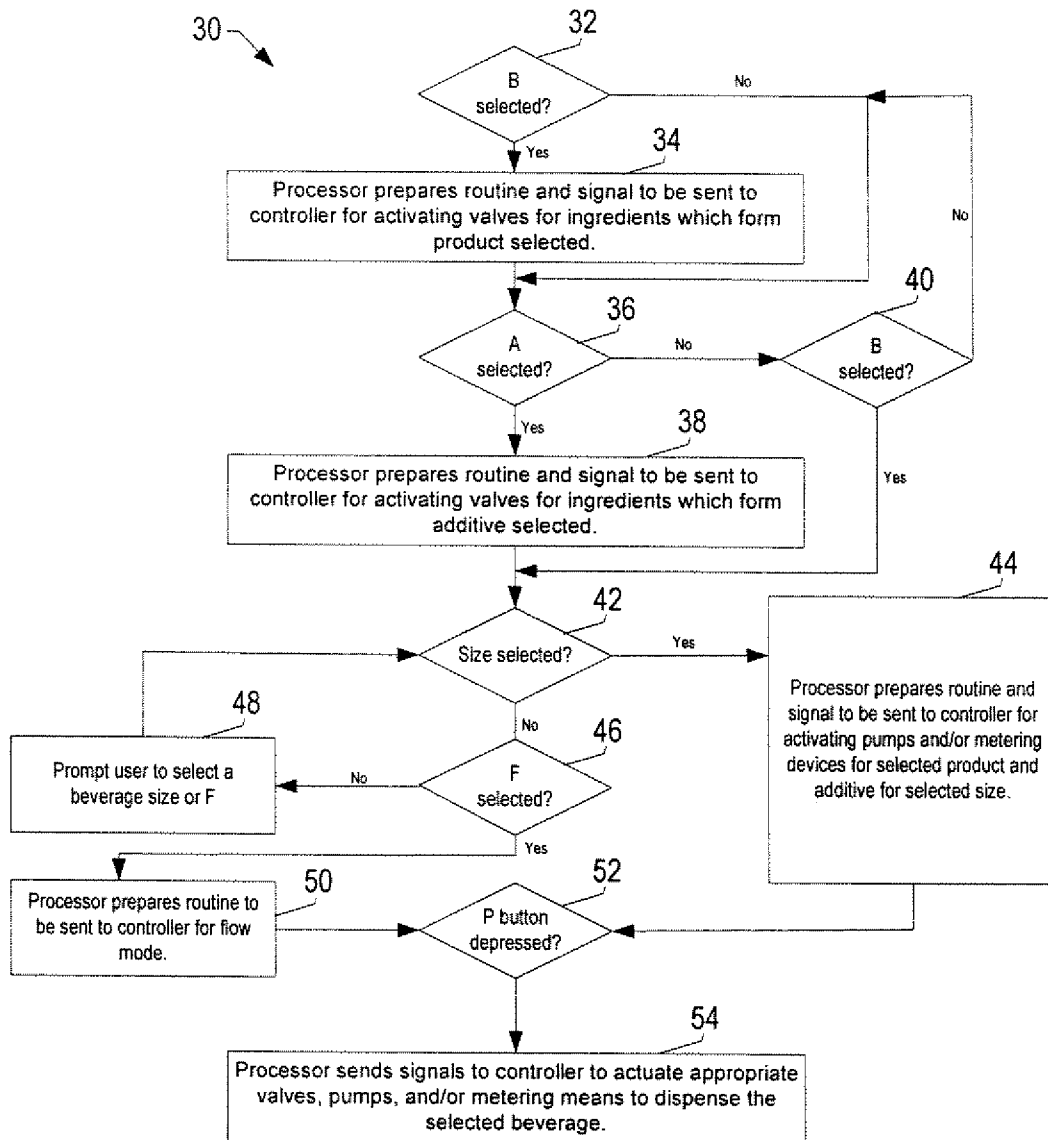 30
32
B
selected?
No
Yes
34
Processor prepares routine and signal to be sent to
controller for activating valves for ingredients which form
product selected.
No
40
36
A
selected?
No
B
selected?
Yes
38
Processor prepares routine and signal to be sent to
controller for activating valves for ingredients which form
additive selected.
Yes
44
42
Size selected?
Yes
Processor prepares routine and
signal to be sent to controller for
activating pumps and/or metering
devices for selected product and
additive for selected size.
No
48
46
Prompt user to select a
beverage size or F
No
F
selected?
Yes
50
52
Processor prepares routine to
be sent to controller for flow
mode.
P button
depressed?
54
Processor sends signals to controller to actuate appropriate
valves, pumps, and/or metering means to dispense the
selected beverage.